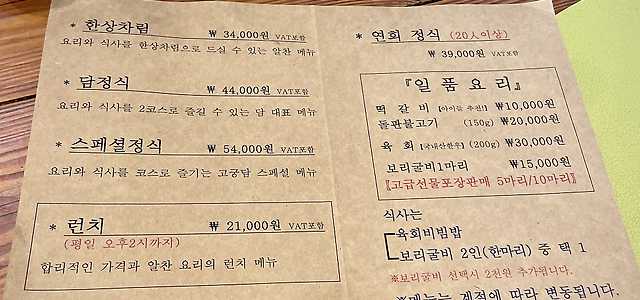 * 한상차림 ₩ 34,000원 VAT포함
요리와 식사를 한상차림으로 드실 수 있는 알찬 메뉴
* 담정식 ₩ 44,000원 VAT포함
요리와 식사를 2코스로 즐길 수 있는 담 대표 메뉴
* 스페셜정식 ₩ 54,000원 VAT포함
요리와 식사를 코스로 즐기는 고궁담 스페셜 메뉴
* 런치 ₩ 21,000원 VAT포함
(평일 오후2시까지)
합리적인 가격과 알찬 요리의 런치 메뉴
* 연회 정식 (20人이상)
₩ 39,000원 VAT포함
『일품요리』
떡 갈 비 [아이들 추천!] ₩10,000원
돌판불고기 (150g) ₩20,000원
육 회 [국내산한우] (200g) ₩30,000원
보리굴비1마리 ₩15,000원
〖고급선물포장판매 5마리/10마리〗
식사는
육회비빔밥
보리굴비 2인(한마리) 중 택 1
※보리굴비 선택시 2천원 추가됩니다.
※메뉴는 계절에 따라 변동됩니다.